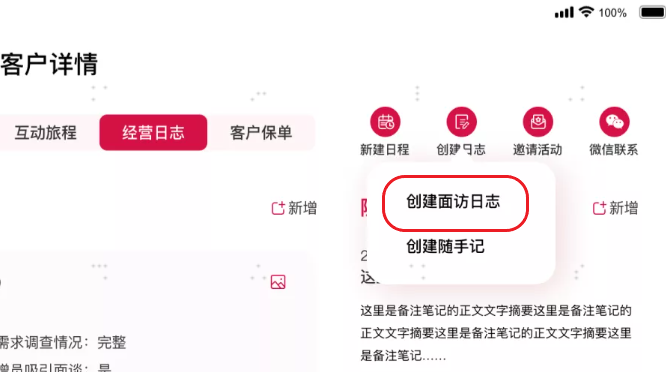 100%
客户详情
互动旅程 经营日志 客户保单
新建日程 创建日志 邀请活动 微信联系
新增
创建面访日志
新增
创建随手记
2
这
这里是备注笔记的正文文字摘要这里是备注笔记的
正文文字摘要这里是备注笔记的正文文字摘要这里
是备注笔记……
需求调查情况：完整
增员吸引面谈：是